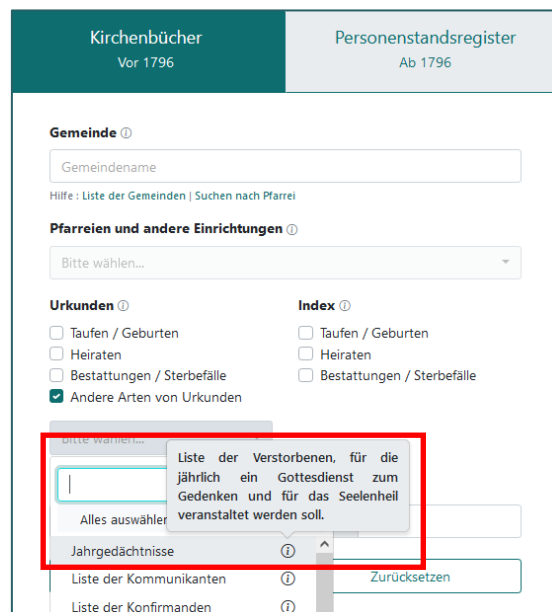 Kirchenbücher
Vor 1796
Personenstandsregister
Ab 1796
Gemeinde
Gemeindename
Hilfe : Liste der Gemeinden | Suchen nach Pfarrei
Pfarreien und andere Einrichtungen
Bitte wählen...
Urkunden
Taufen / Geburten
Heiraten
Bestattungen / Sterbefälle
Andere Arten von Urkunden
Index
Taufen / Geburten
Heiraten
Bestattungen / Sterbefälle
Bitte wählen...
Liste der Verstorbenen, für die
jährlich ein Gottesdienst zum
Gedenken und für das Seelenheil
veranstaltet werden soll.
Alles auswählen
Jahrgedächtnisse
Liste der Kommunikanten
Liste der Konfirmanden
Zurücksetzen